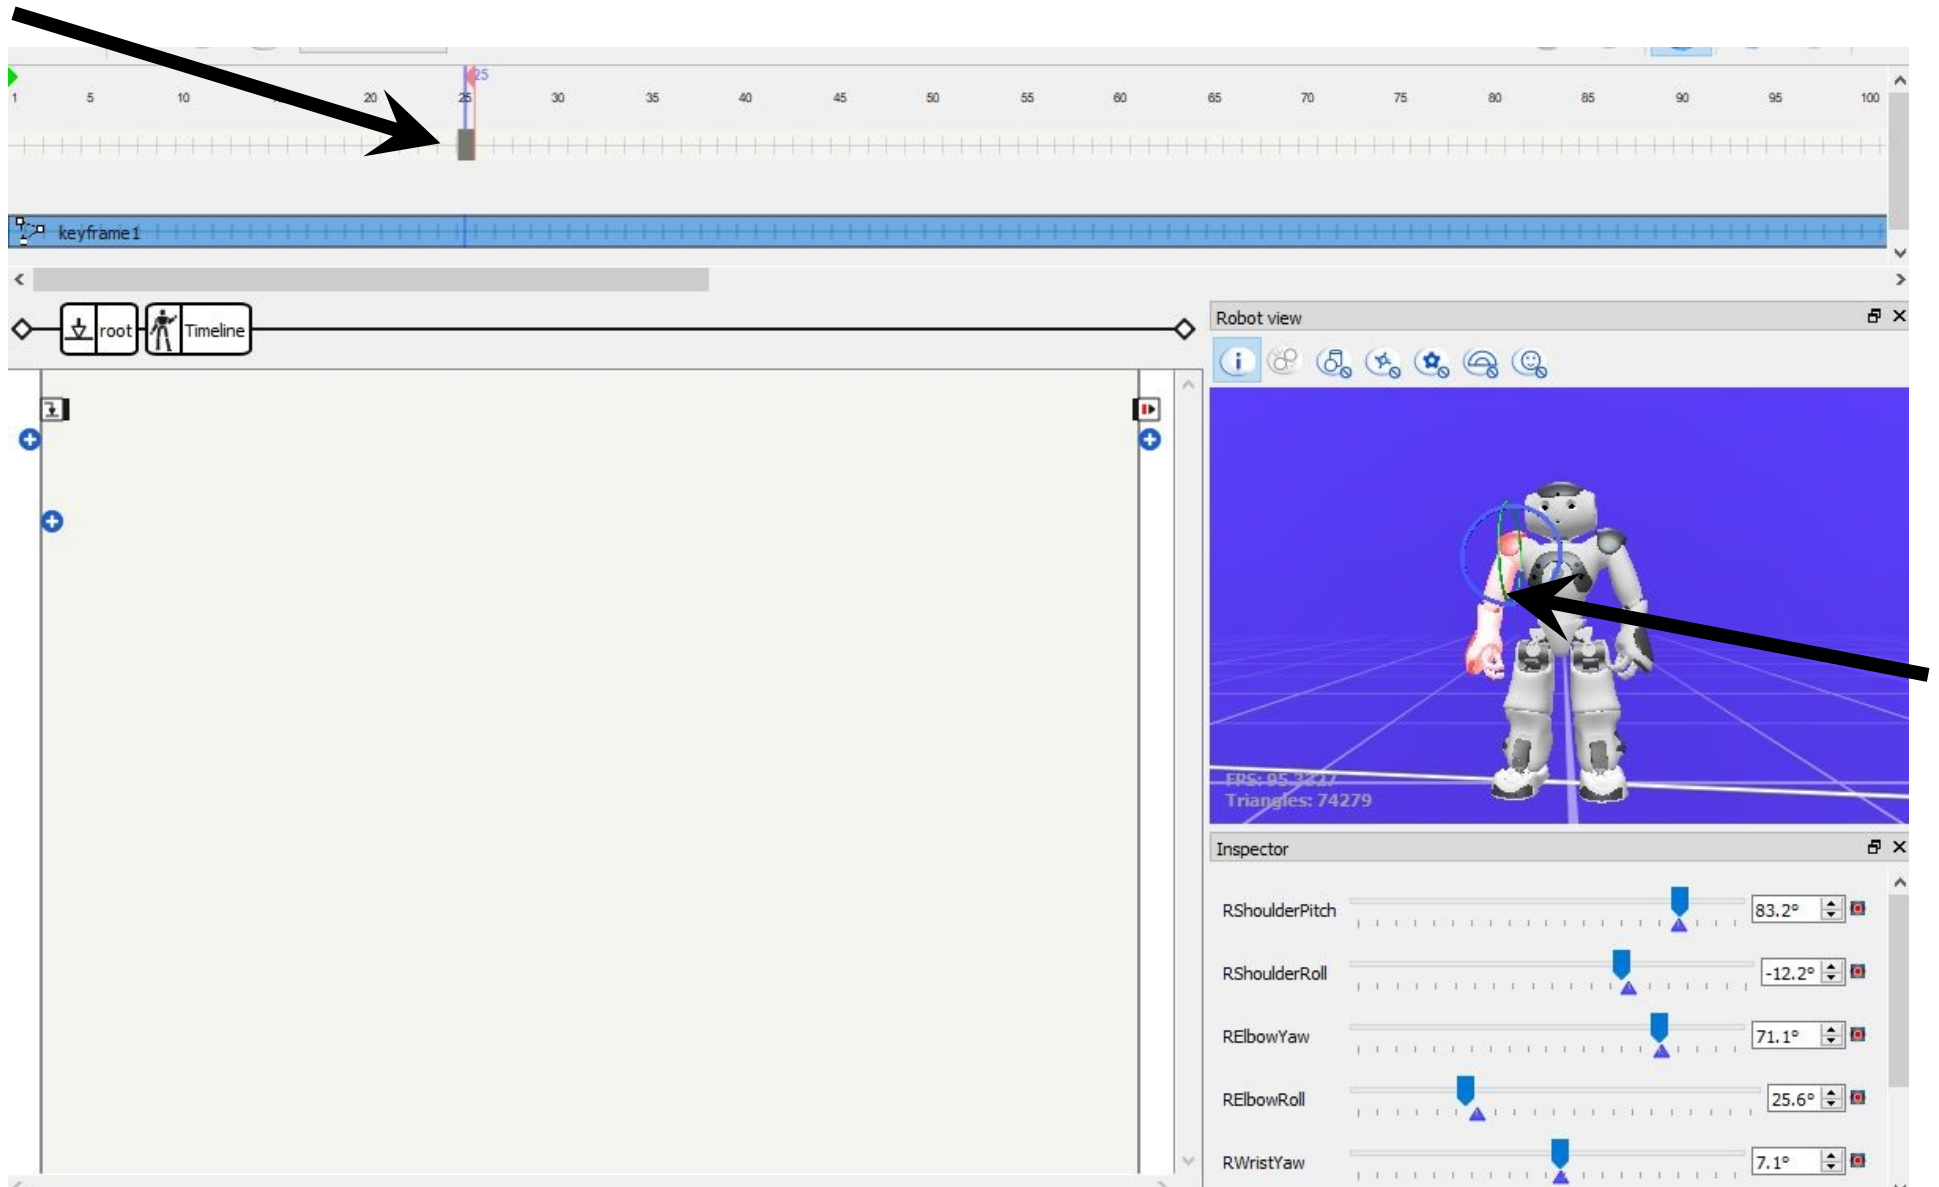 25
1 5 10 20 25 30 35 40 45 50 55 60 65 70 75 80 85 90 95 100
keyframe1
root Timeline
Robot view
i
Triangles: 74279
Inspector
RShoulderPitch 83.2°
RShoulderRoll -12.2°
RElbowYaw 71.1°
RElbowRoll 25.6°
RWristYaw 7.1°